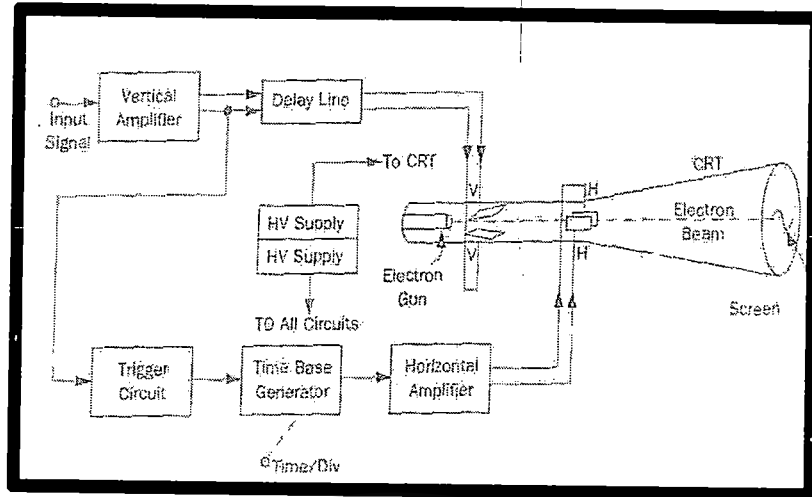 Input
Signal
Vertical
Amplifier
Delay Line
To CRT
HV Supply
HV Supply
TO All Circuits
V
V
H
H
CRT
Electron
Beam
Electron
Gun
Screen
Trigger
Circuit
Time Base
Generator
Horizontal
Amplifier
Time/Div